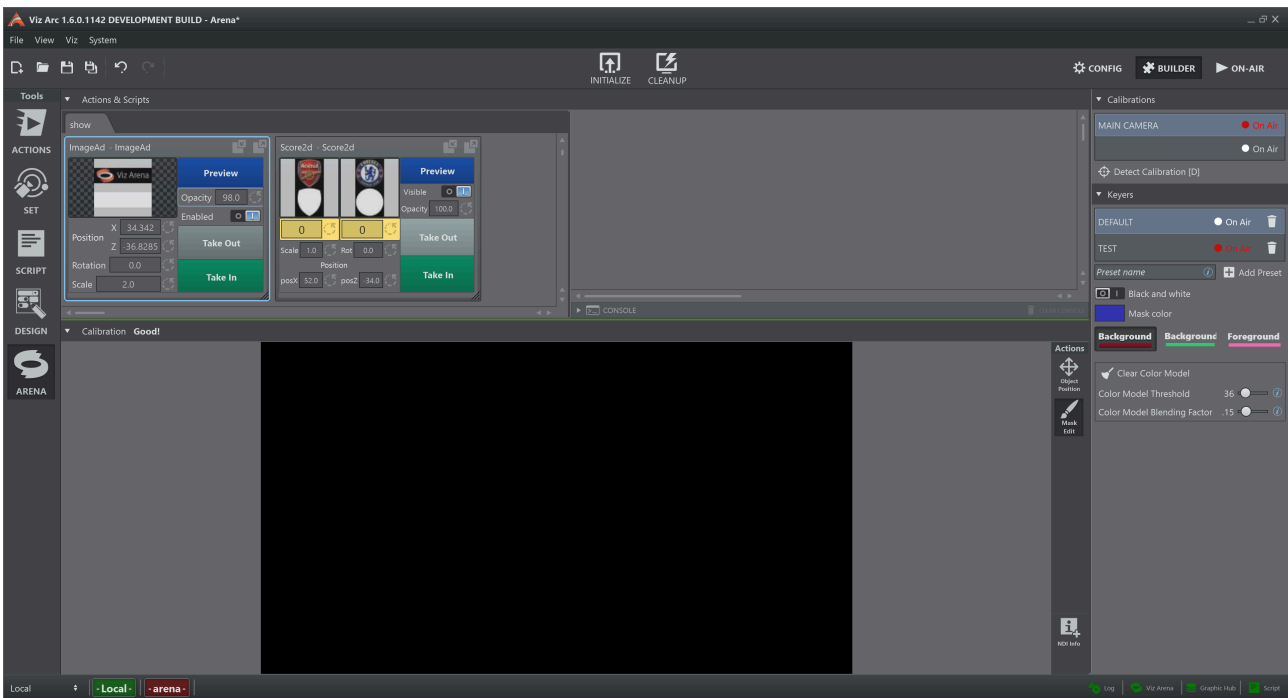 Viz Arc 1.6.0.1142 DEVELOPMENT BUILD - Arena*
File View Viz System
INITIALIZE CLEANUP
CONFIG BUILDER ON-AIR
Tools
ACTIONS
SET
SCRIPT
DESIGN
ARENA
Actions & Scripts
show
ImageAd - ImageAd
Viz Arena
Preview
Opacity 98.0
Enabled
Position X 34.342
Z -36.8285
Take Out
Rotation 0.0
Scale 2.0
Take In
Score2d - Score2d
Arsenal
Preview
Visible
Opacity 100.0
0 0
Take Out
Scale 1.0 Rot 0.0
Position
posX 52.0 posZ -34.0
Take In
CONSOLE
CLEAR CONSOLE
Calibration Good!
Actions
Object
Position
Mask
Edit
NDI Info
Calibrations
MAIN CAMERA On Air
On Air
Detect Calibration [D]
Keyers
DEFAULT On Air
TEST On Air
Preset name Add Preset
Black and white
Mask color
Background Background Foreground
Clear Color Model
Color Model Threshold 36
Color Model Blending Factor .15
Local - Local - - arena -
Log Viz Arena Graphic Hub Script